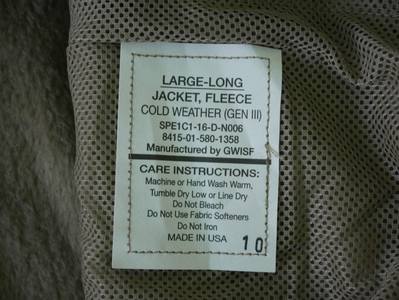 LARGE-LONG
JACKET, FLEECE
COLD WEATHER (GEN III)
SPE1C1-16-D-N006
8415-01-580-1358
Manufactured by GWISF
CARE INSTRUCTIONS:
Machine or Hand Wash Warm,
Tumble Dry Low or Line Dry
Do Not Bleach
Do Not Use Fabric Softeners
Do Not Iron
MADE IN USA 10